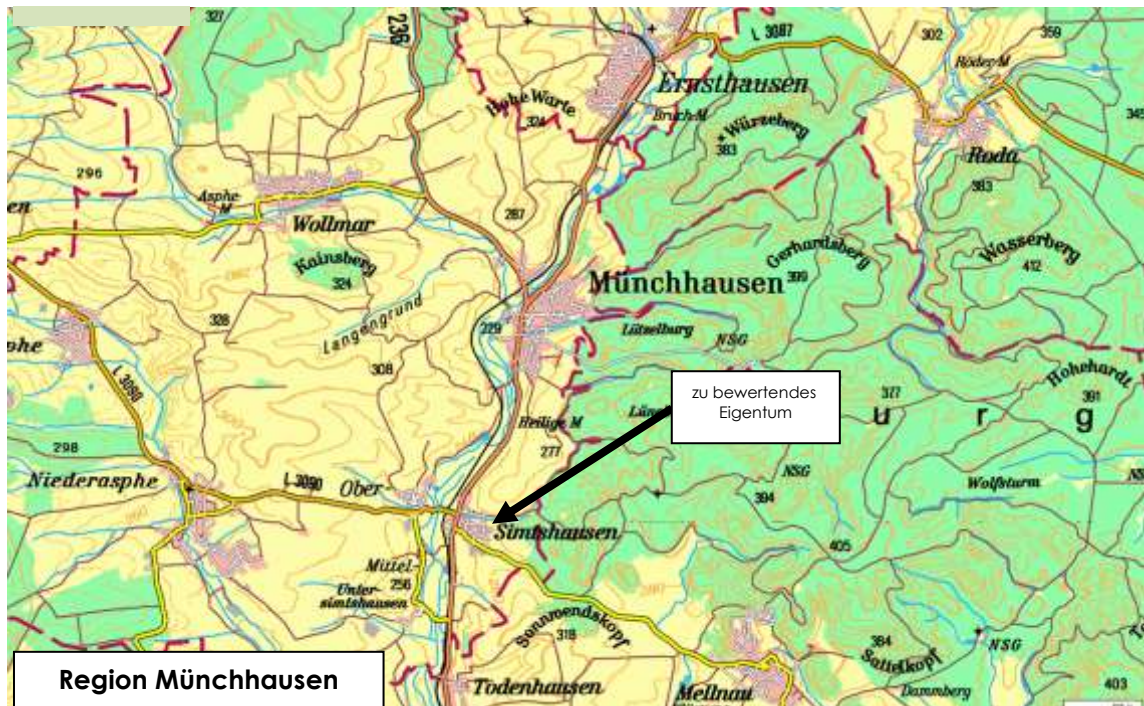 327
236
L 3087
302
359
Röder-M
Ernsthausen
Hohe Warte
324
Bruch-M
Würzeberg
383
Roda
383
296
Asphe
M
Wollmar
287
Kainsberg
324
Gerhardsberg
399
Wasserberg
412
Münchhausen
328
Langengrund
229
Lützelburg
NSG
308
L 3090
zu bewertendes
Eigentum
377
Hohehardt
391
u r g
Heilige M
277
298
Niederasphe
L 3090
Ober
NSG
394
Wolfsturm
Simtshausen
405
Mittel-
256
Unter-
simtshausen
Sonnwendskopf
318
384
Sattelkopf
NSG
Region Münchhausen
Todenhausen
Mellnau
Dammberg
403